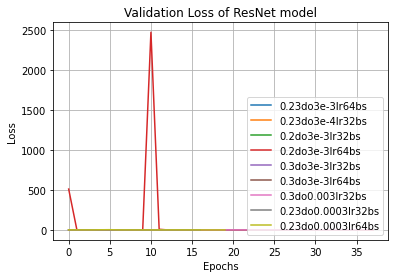 Validation Loss of ResNet model
Loss
2500
2000
1500
1000
500
0
0.23do3e-3lr64bs
0.23do3e-4lr32bs
0.2do3e-3lr32bs
0.2do3e-3lr64bs
0.3do3e-3lr32bs
0.3do3e-3lr64bs
0.3do0.003lr32bs
0.23do0.0003lr32bs
0.23do0.0003lr64bs
0 5 10 15 20 25 30 35
Epochs